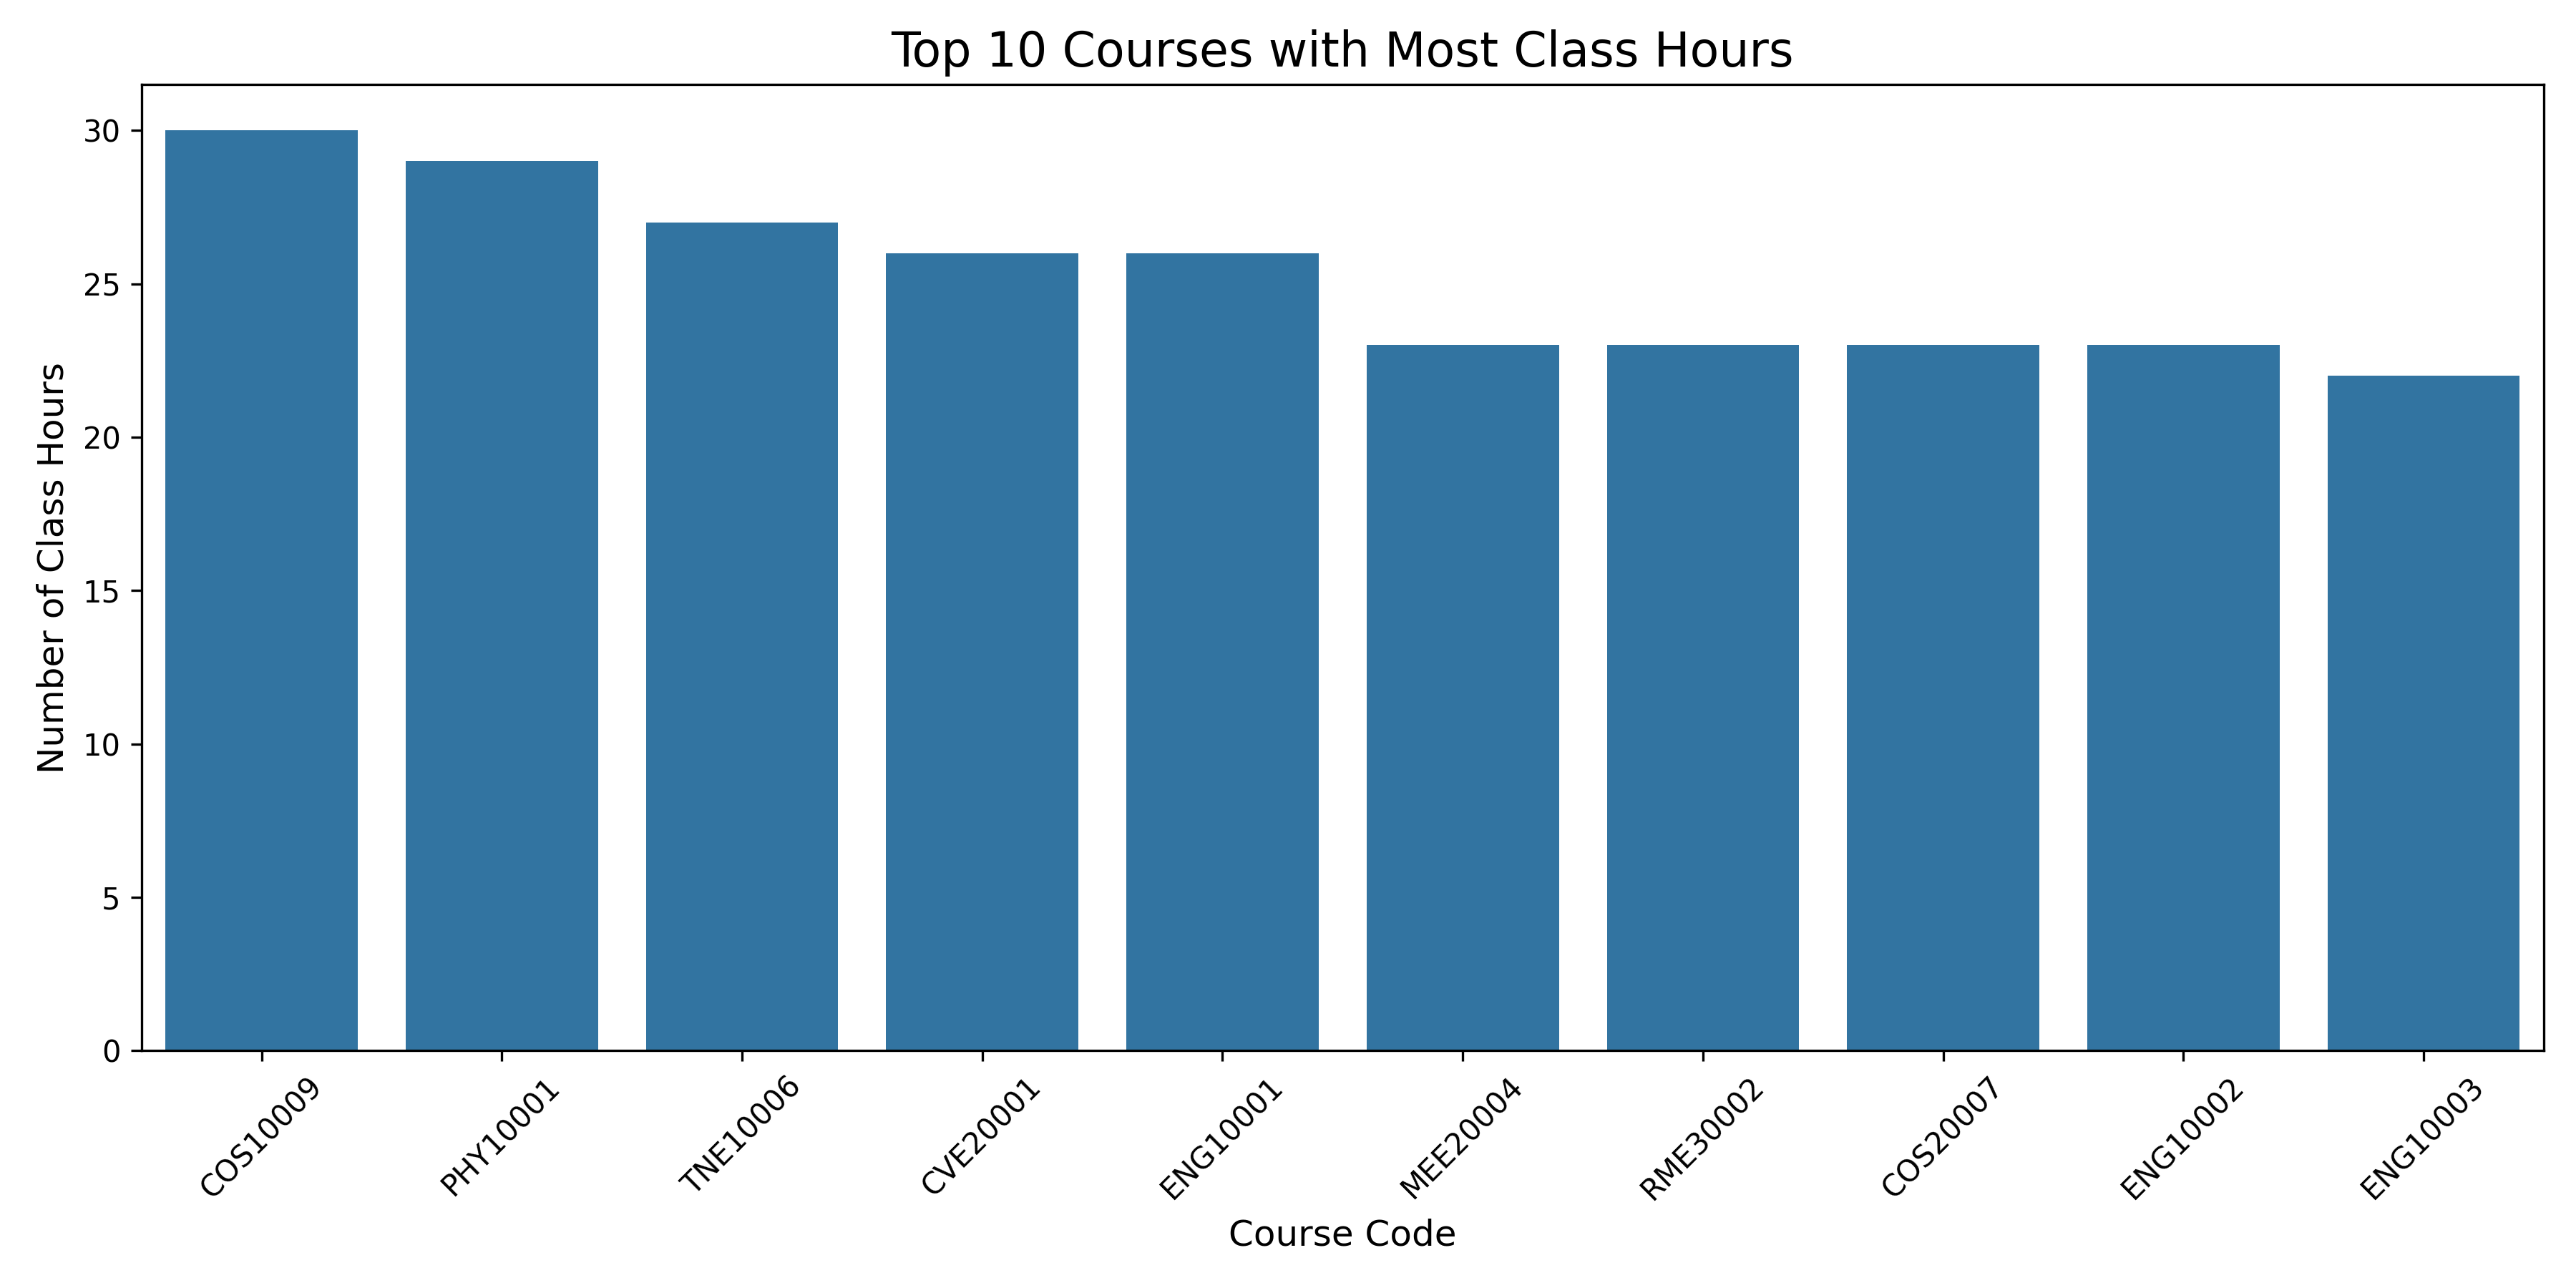 Top 10 Courses with Most Class Hours
Number of Class Hours
30
25
20
15
10
5
0
COS10009
PHY10001
TNE10006
CVE20001
ENG10001
MEE20004
RME30002
COS20007
ENG10002
ENG10003
Course Code